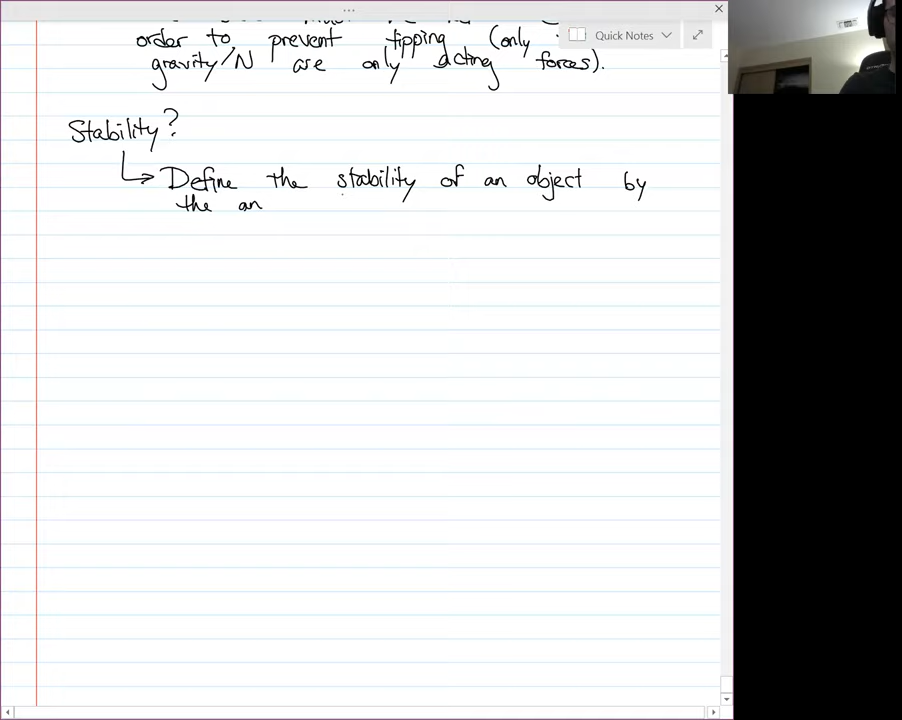 order to prevent tipping (only
Quick Notes
gravity/N are only acting forces).
Stability?
Define the stability of an object by
the an